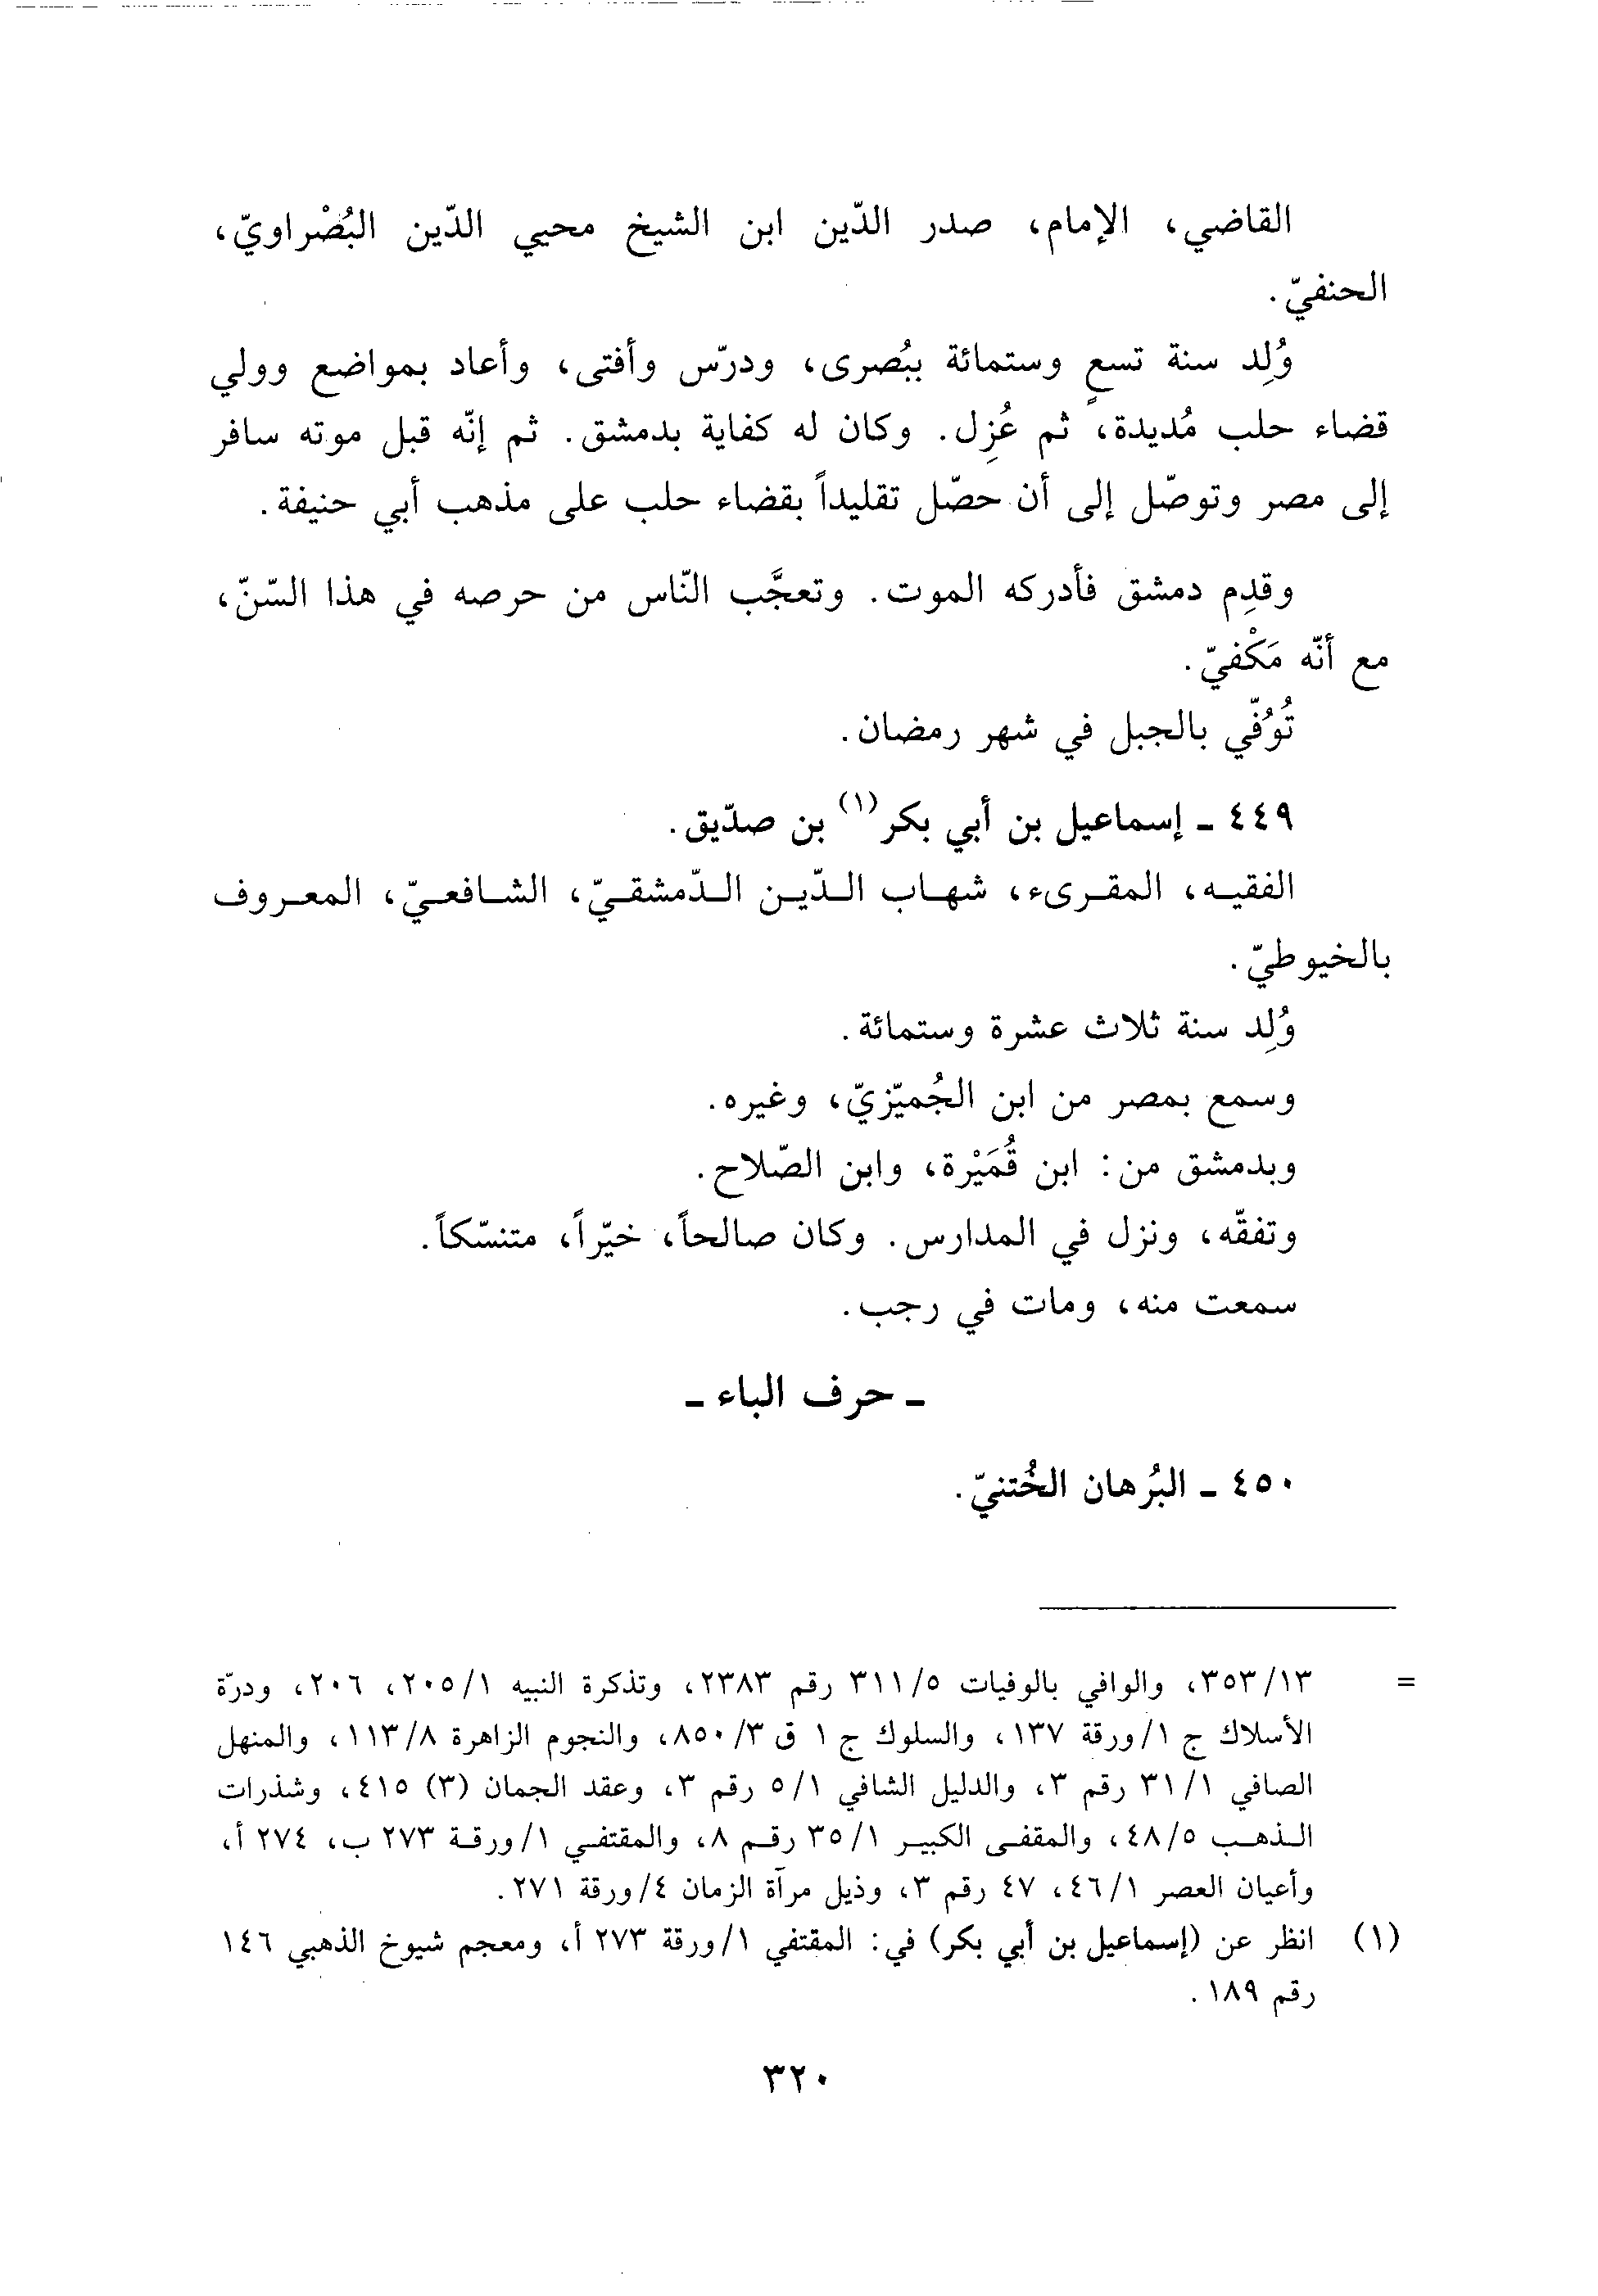 القاضي، الإمام، صدر الدّين ابن الشيخ محيي الدّين البُصْراويّ،
الحنفيّ.
وُلِد سنة تسعٍ وستمائة ببُصرى، ودرّس وأفتى، وأعاد بمواضع وولي
قضاء حلب مُديدة، ثم عُزِل. وكان له كفاية بدمشق. ثم إنّه قبل موته سافر
إلى مصر وتوصّل إلى أن حصّل تقليداً بقضاء حلب على مذهب أبي حنيفة.
وقدِم دمشق فأدركه الموت. وتعجَّب النّاس من حرصه في هذا السّنّ،
مع أنّه مَكْفيّ.
تُوُفّي بالجبل في شهر رمضان.
٤٤٩ ـ إسماعيل بن أبي بكر(١) بن صدّيق.
الفقيه، المقرىء، شهاب الدّين الدّمشقيّ، الشافعيّ، المعروف
بالخيوطيّ.
وُلِد سنة ثلاث عشرة وستمائة.
وسمع بمصر من ابن الجُميّزيّ، وغيره.
وبدمشق من: ابن قُمَيْرة، وابن الصّلاح.
وتفقّه، ونزل في المدارس. وكان صالحاً، خيّراً، متنسّكاً.
سمعت منه، ومات في رجب.
ـ حرف الباء ـ
٤٥٠ ـ البُرهان الخُتنيّ.
= ٣٥٣/١٣، والوافي بالوفيات ٣١١/٥ رقم ٢٣٨٣، وتذكرة النبيه ٢٠٥/١، ٢٠٦، ودرّة
الأسلاك ج ١/ورقة ١٣٧، والسلوك ج ١ ق ٨٥٠/٣، والنجوم الزاهرة ١١٣/٨، والمنهل
الصافي ٣١/١ رقم ٣، والدليل الشافي ٥/١ رقم ٣، وعقد الجمان (٣) ٤١٥، وشذرات
الذهب ٤٨/٥، والمقفى الكبير ٣٥/١ رقم ٨، والمقتفي ١/ورقة ٢٧٣ ب، ٢٧٤ أ،
وأعيان العصر ٤٦/١، ٤٧ رقم ٣، وذيل مرآة الزمان ٤/ورقة ٢٧١.
(١) انظر عن (إسماعيل بن أبي بكر) في: المقتفي ١/ورقة ٢٧٣ أ، ومعجم شيوخ الذهبي ١٤٦
رقم ١٨٩.
٣٢٠